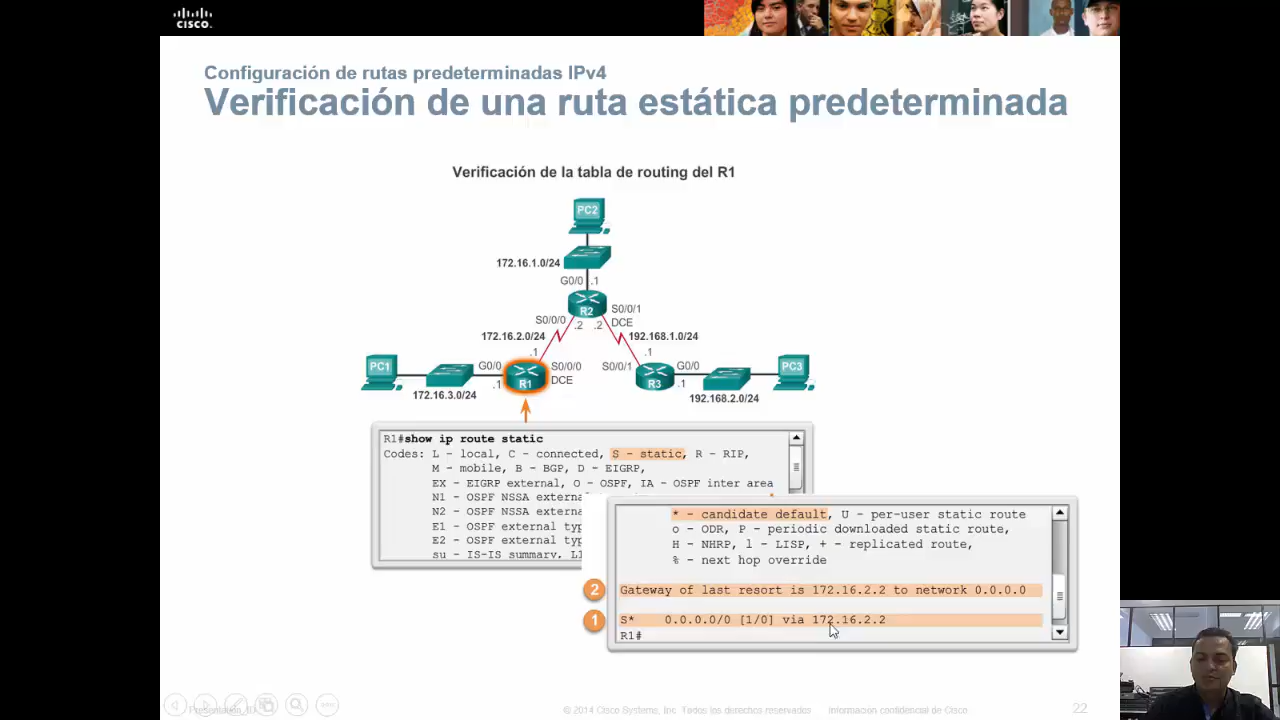 CISCO.
Configuración de rutas predeterminadas IPv4
Verificación de una ruta estática predeterminada
Verificación de la tabla de routing del R1
PC2
172.16.1.0/24
G0/0 .1
R2
S0/0/1
DCE
S0/0/0
.2 .2
172.16.2.0/24
192.168.1.0/24
.1
.1
PC1
G0/0
S0/0/0
DCE
S0/0/1
G0/0
PC3
R1
R3
.1
.1
172.16.3.0/24
192.168.2.0/24
R1#show ip route static
Codes: L - local, C - connected, S - static, R - RIP,
M - mobile, B - BGP, D - EIGRP,
EX - EIGRP external, O - OSPF, IA - OSPF inter area
N1 - OSPF NSSA external
N2 - OSPF NSSA external
E1 - OSPF external typ
E2 - OSPF external typ
su - IS-IS summary,
* - candidate default, U - per-user static route
o - ODR, P - periodic downloaded static route,
H - NHRP, l - LISP, + - replicated route,
% - next hop override
2 Gateway of last resort is 172.16.2.2 to network 0.0.0.0
1 S* 0.0.0.0/0 [1/0] via 172.16.2.2
R1#
© 2014 Cisco Systems, Inc. Todos los derechos reservados
Información confidencial de Cisco
22